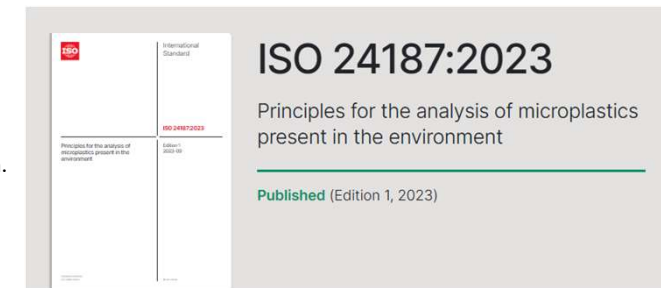 ISO
International
Standard
ISO 24187:2023
Principles for the analysis of
microplastics present in the
environment
Edition 1
2023-09
ISO 24187:2023
Principles for the analysis of microplastics
present in the environment
Published (Edition 1, 2023)